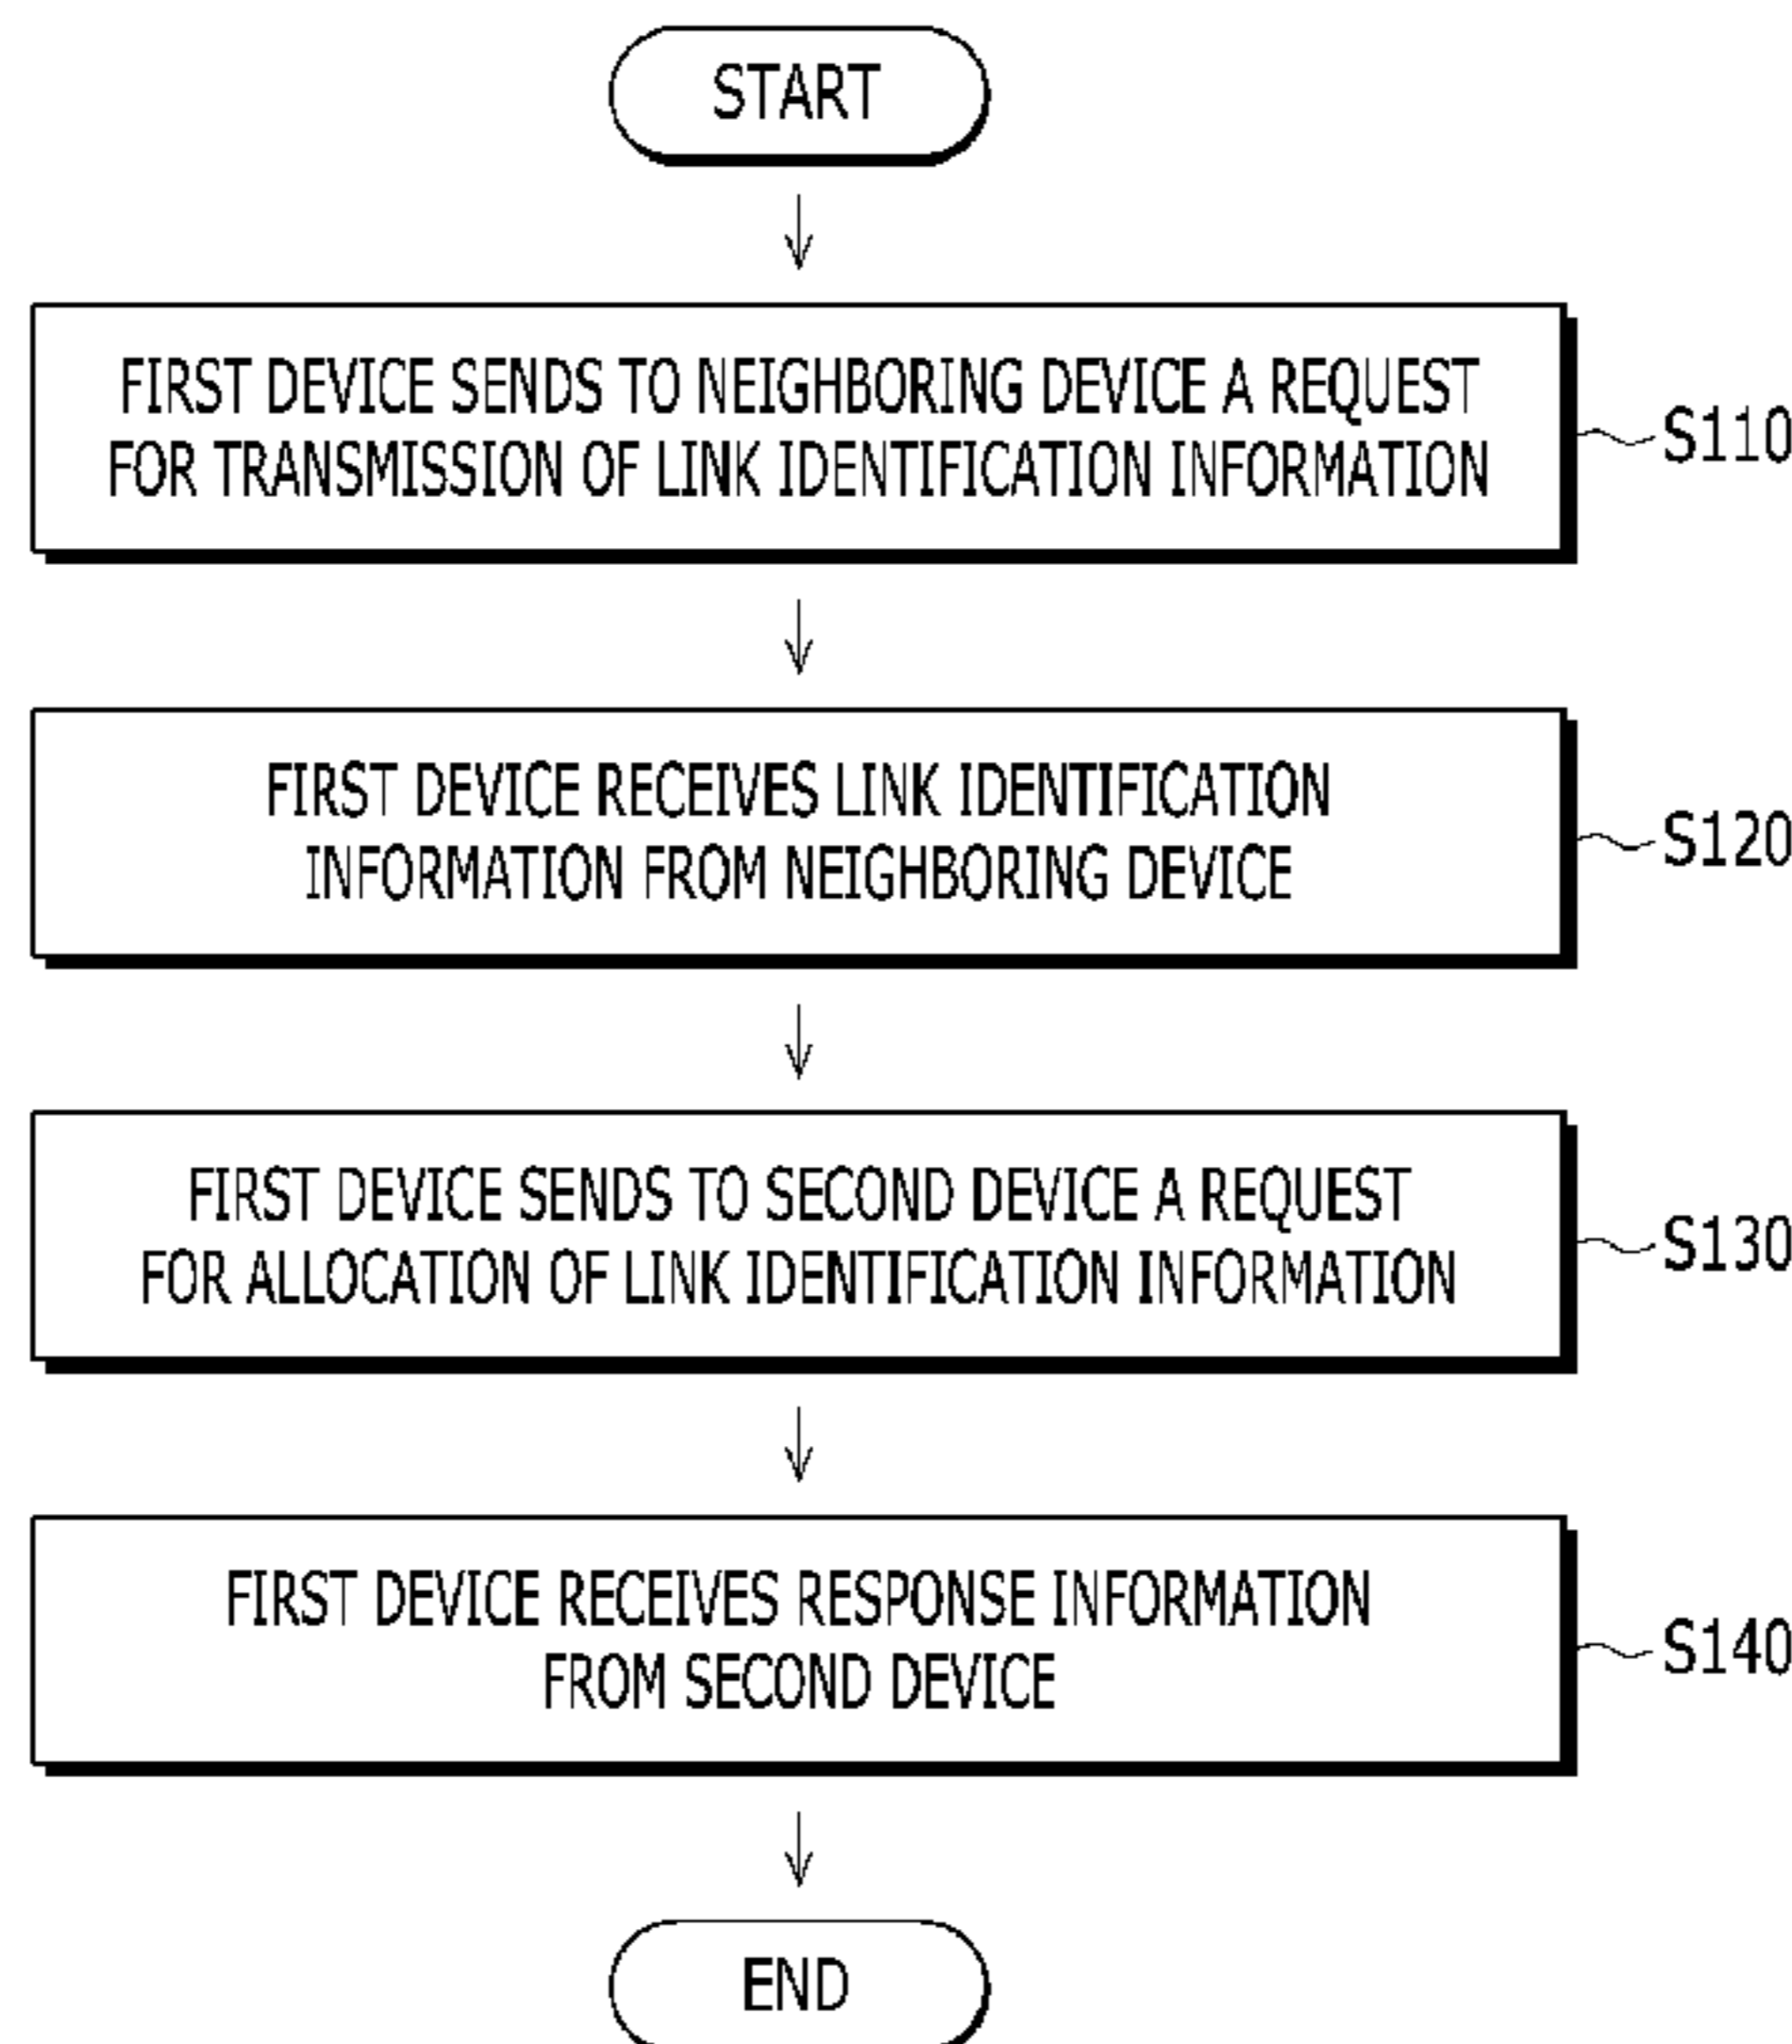 START
FIRST DEVICE SENDS TO NEIGHBORING DEVICE A REQUEST
FOR TRANSMISSION OF LINK IDENTIFICATION INFORMATION
S110
FIRST DEVICE RECEIVES LINK IDENTIFICATION
INFORMATION FROM NEIGHBORING DEVICE
S120
FIRST DEVICE SENDS TO SECOND DEVICE A REQUEST
FOR ALLOCATION OF LINK IDENTIFICATION INFORMATION
S130
FIRST DEVICE RECEIVES RESPONSE INFORMATION
FROM SECOND DEVICE
S140
END